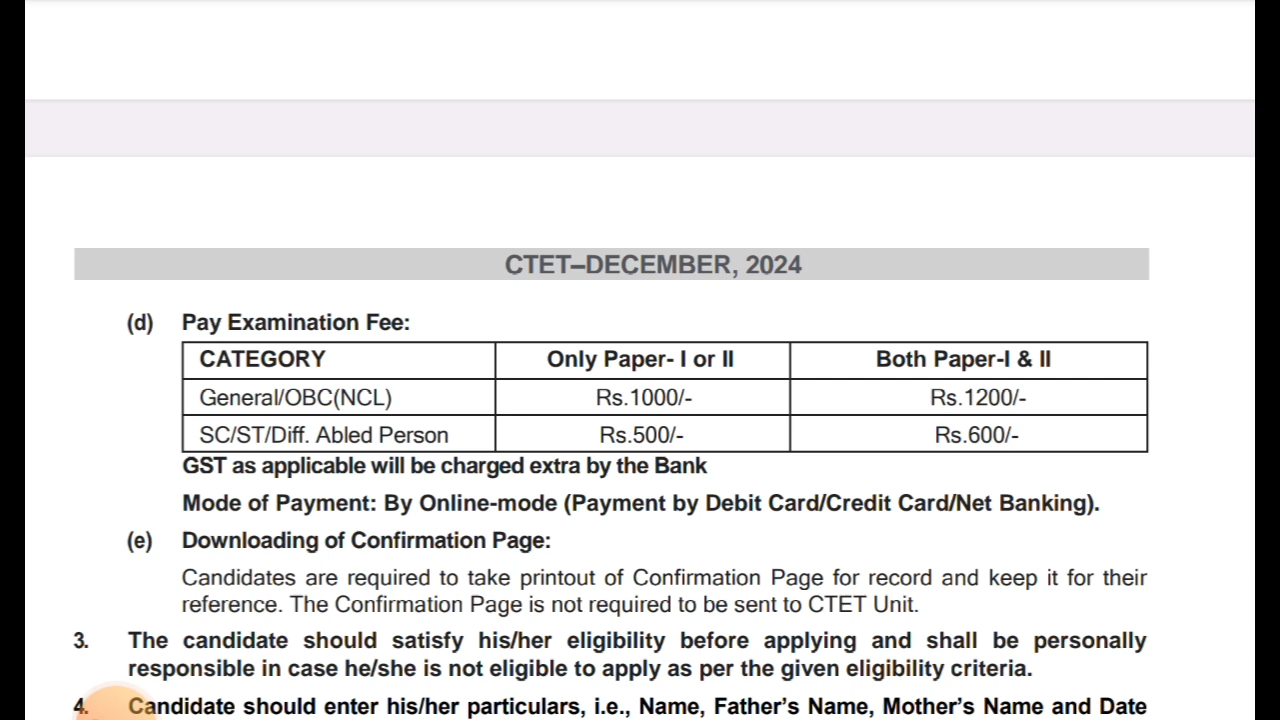 CTET–DECEMBER, 2024
(d) Pay Examination Fee:
CATEGORY Only Paper- I or II Both Paper-I & II
General/OBC(NCL) Rs.1000/- Rs.1200/-
SC/ST/Diff. Abled Person Rs.500/- Rs.600/-
GST as applicable will be charged extra by the Bank
Mode of Payment: By Online-mode (Payment by Debit Card/Credit Card/Net Banking).
(e) Downloading of Confirmation Page:
Candidates are required to take printout of Confirmation Page for record and keep it for their
reference. The Confirmation Page is not required to be sent to CTET Unit.
3. The candidate should satisfy his/her eligibility before applying and shall be personally
responsible in case he/she is not eligible to apply as per the given eligibility criteria.
4. Candidate should enter his/her particulars, i.e., Name, Father’s Name, Mother’s Name and Date